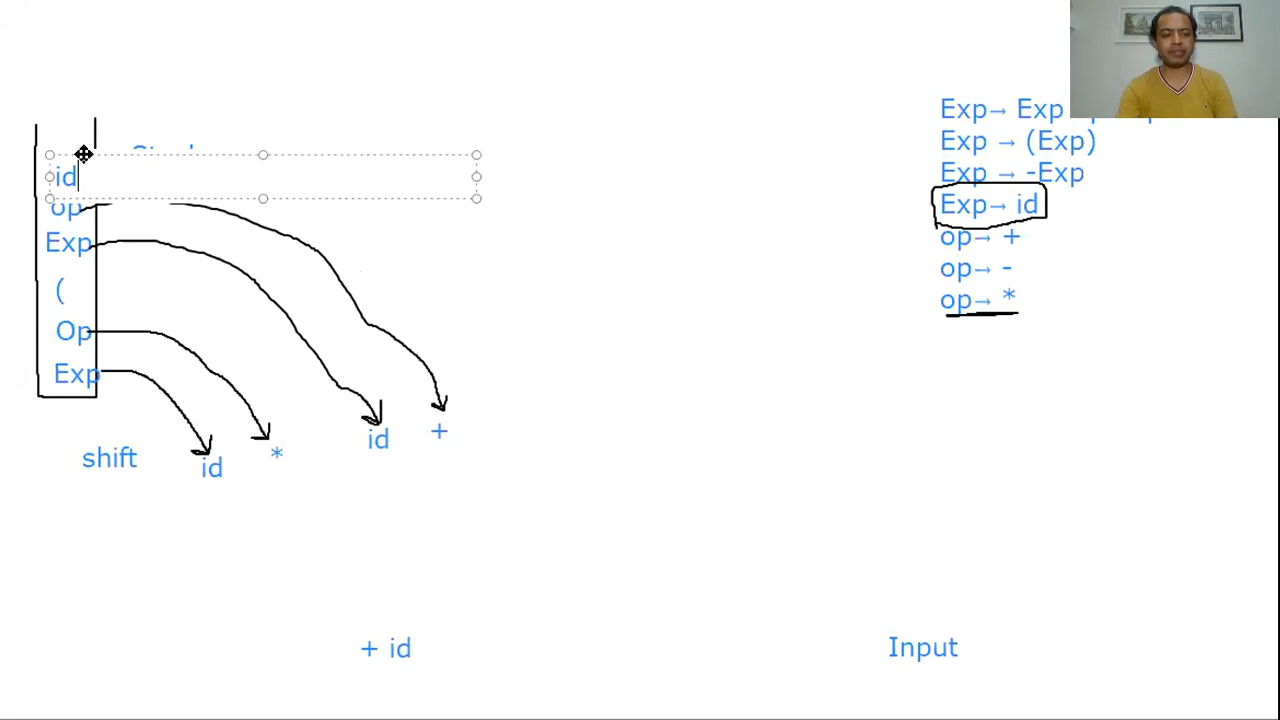 Exp→ Exp
Exp → (Exp)
Exp → -Exp
Exp→ id
op→ +
op→ -
op→ *
id
op
Exp
(
Op
Exp
shift
id
*
id
+
+ id
Input